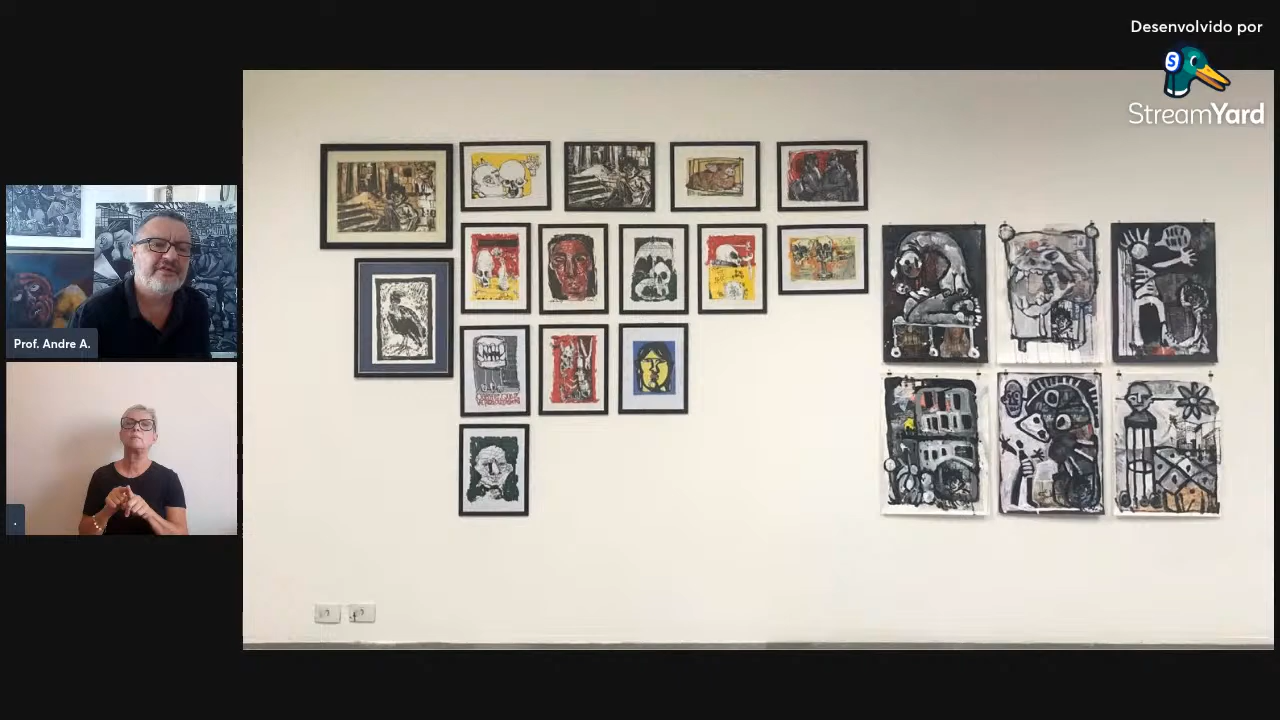 Desenvolvido por
S
StreamYard
Prof. Andre A.
.